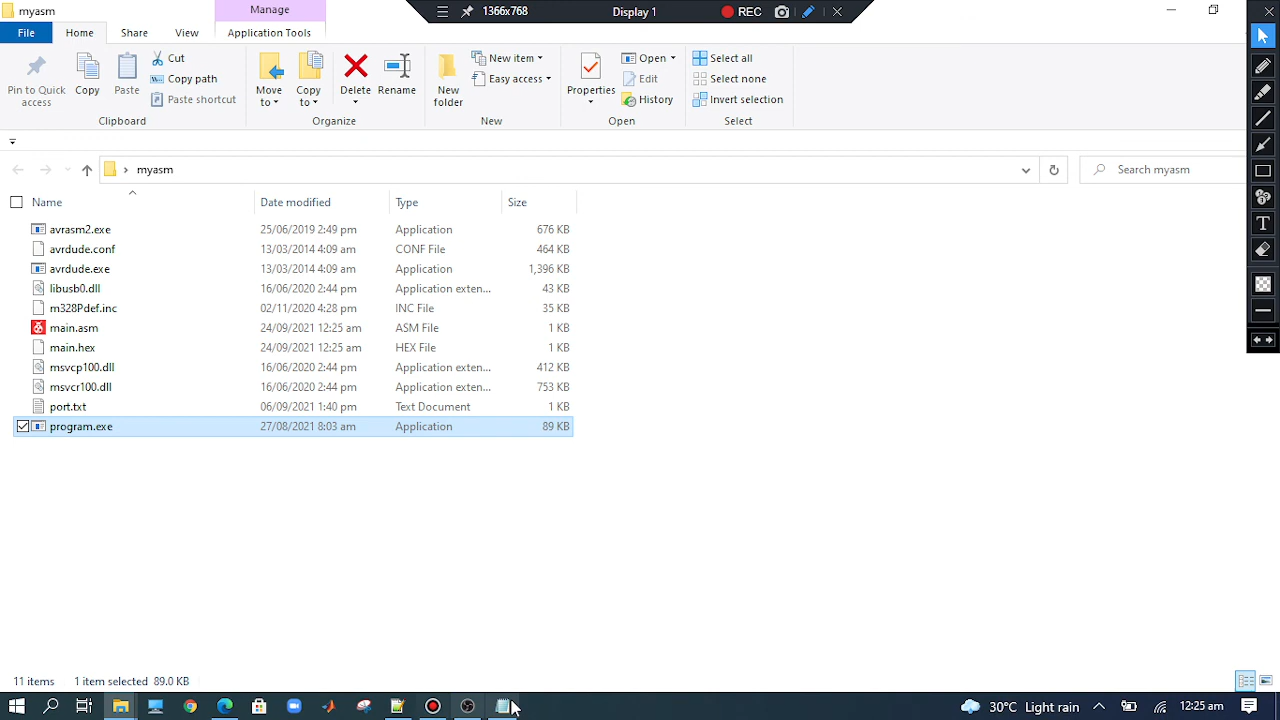 myasm
Manage
1366x768
Display 1
REC
File
Home
Share
View
Application Tools
Pin to Quick access
Copy
Paste
Cut
Copy path
Paste shortcut
Clipboard
Move to
Copy to
Delete
Rename
Organize
New folder
New item
Easy access
New
Properties
Open
Edit
History
Open
Select all
Select none
Invert selection
Select
myasm
Search myasm
Name Date modified Type Size
avrasm2.exe 25/06/2019 2:49 pm Application 676 KB
avrdude.conf 13/03/2014 4:09 am CONF File 464 KB
avrdude.exe 13/03/2014 4:09 am Application 1,396 KB
libusb0.dll 16/06/2020 2:44 pm Application exten... 43 KB
m328Pdef.inc 02/11/2020 4:28 pm INC File 35 KB
main.asm 24/09/2021 12:25 am ASM File 1 KB
main.hex 24/09/2021 12:25 am HEX File 1 KB
msvcp100.dll 16/06/2020 2:44 pm Application exten... 412 KB
msvcr100.dll 16/06/2020 2:44 pm Application exten... 753 KB
port.txt 06/09/2021 1:40 pm Text Document 1 KB
program.exe 27/08/2021 8:03 am Application 89 KB
11 items 1 item selected 89.0 KB
30°C Light rain 12:25 am